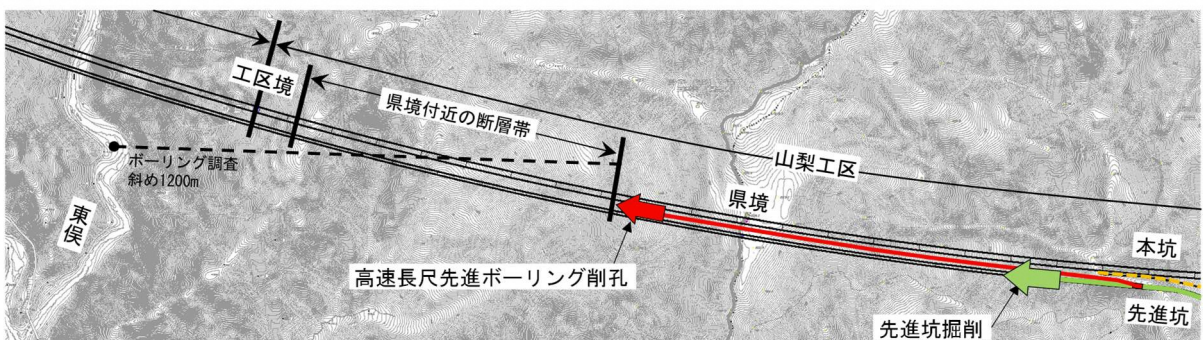 工区境
県境付近の断層帯
ボーリング調査
斜め1200m
東俣
山梨工区
県境
高速長尺先進ボーリング削孔
本坑
先進坑
先進坑掘削